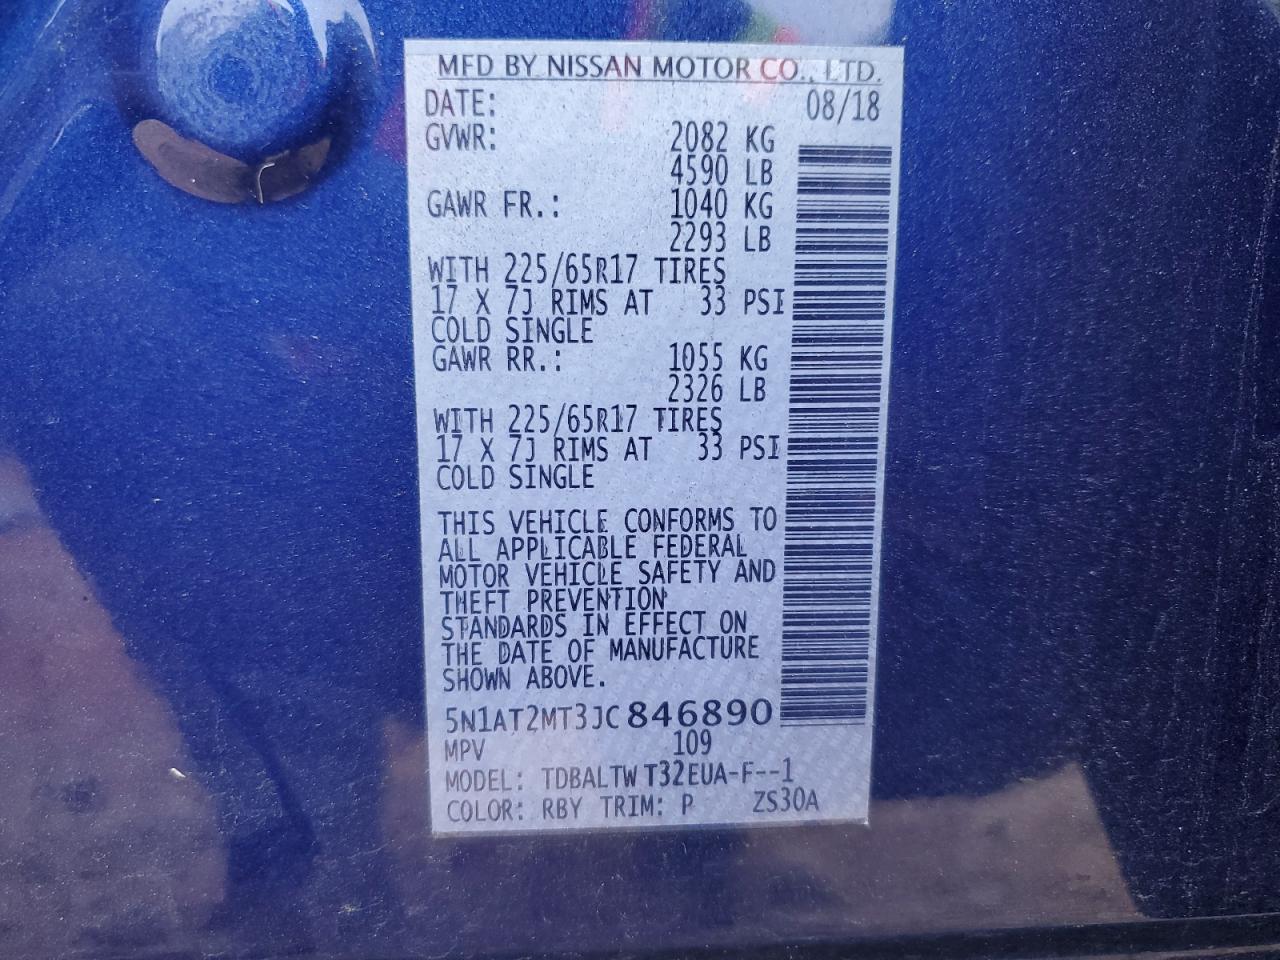 MFD BY NISSAN MOTOR CO., LTD.
DATE: 08/18
GVWR: 2082 KG
4590 LB
GAWR FR.: 1040 KG
2293 LB
WITH 225/65R17 TIRES
17 X 7J RIMS AT 33 PSI
COLD SINGLE
GAWR RR.: 1055 KG
2326 LB
WITH 225/65R17 TIRES
17 X 7J RIMS AT 33 PSI
COLD SINGLE
THIS VEHICLE CONFORMS TO
ALL APPLICABLE FEDERAL
MOTOR VEHICLE SAFETY AND
THEFT PREVENTION
STANDARDS IN EFFECT ON
THE DATE OF MANUFACTURE
SHOWN ABOVE.
5N1AT2MT3JC846890
MPV 109
MODEL: TDBALTW T32EUA-F--1
COLOR: RBY TRIM: P ZS30A